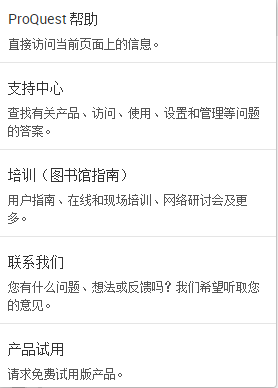 ProQuest 帮助
直接访问当前页面上的信息。
支持中心
查找有关产品、访问、使用、设置和管理等问题
的答案。
培训（图书馆指南）
用户指南、在线和现场培训、网络研讨会及更
多。
联系我们
您有什么问题、想法或反馈吗？我们希望听取您
的意见。
产品试用
请求免费试用版产品。